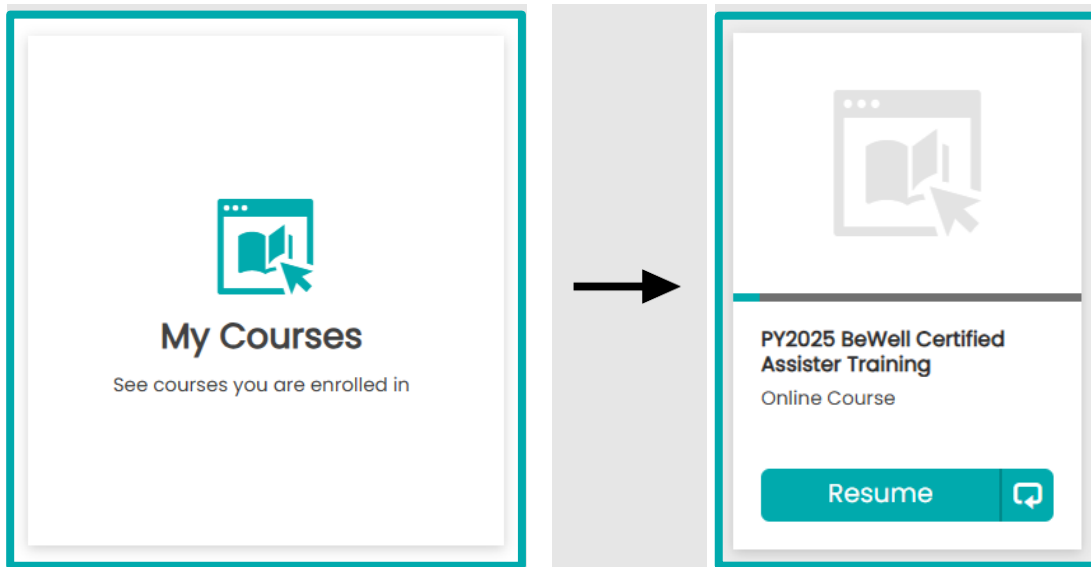 My Courses
See courses you are enrolled in
PY2025 BeWell Certified
Assister Training
Online Course
Resume